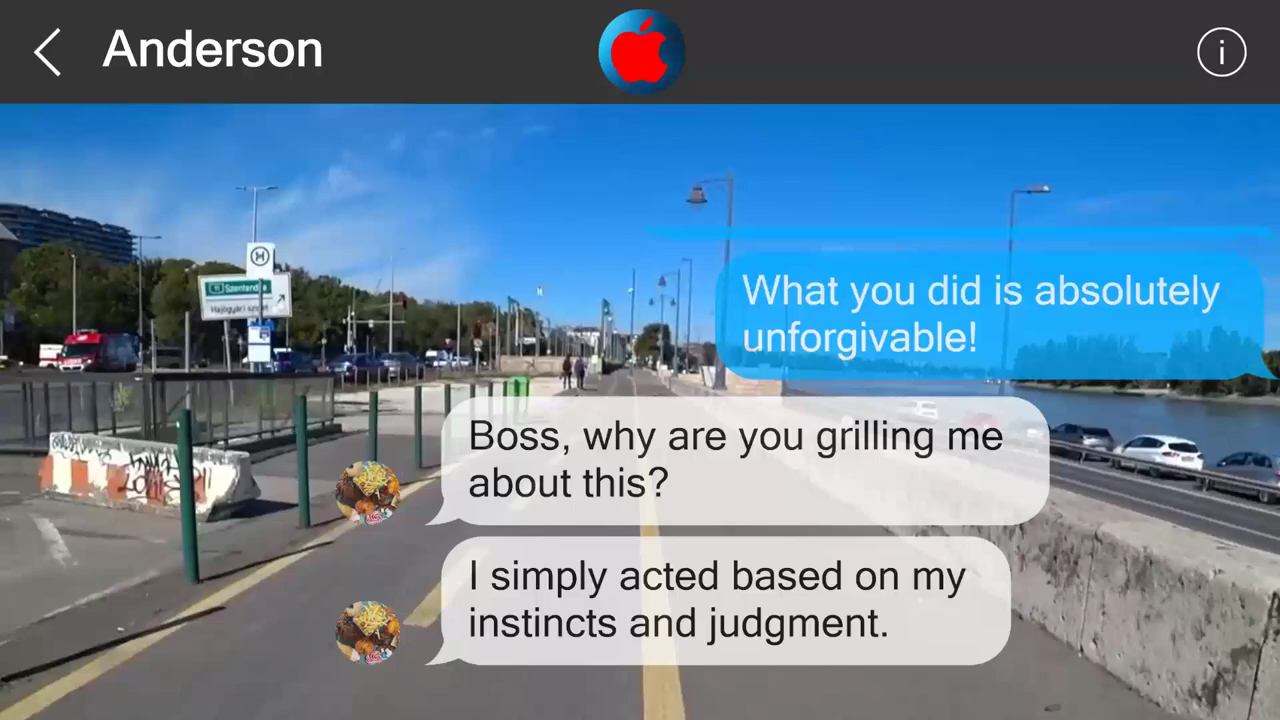 Anderson
What you did is absolutely
unforgivable!
Boss, why are you grilling me
about this?
I simply acted based on my
instincts and judgment.
H
11 Szentendre